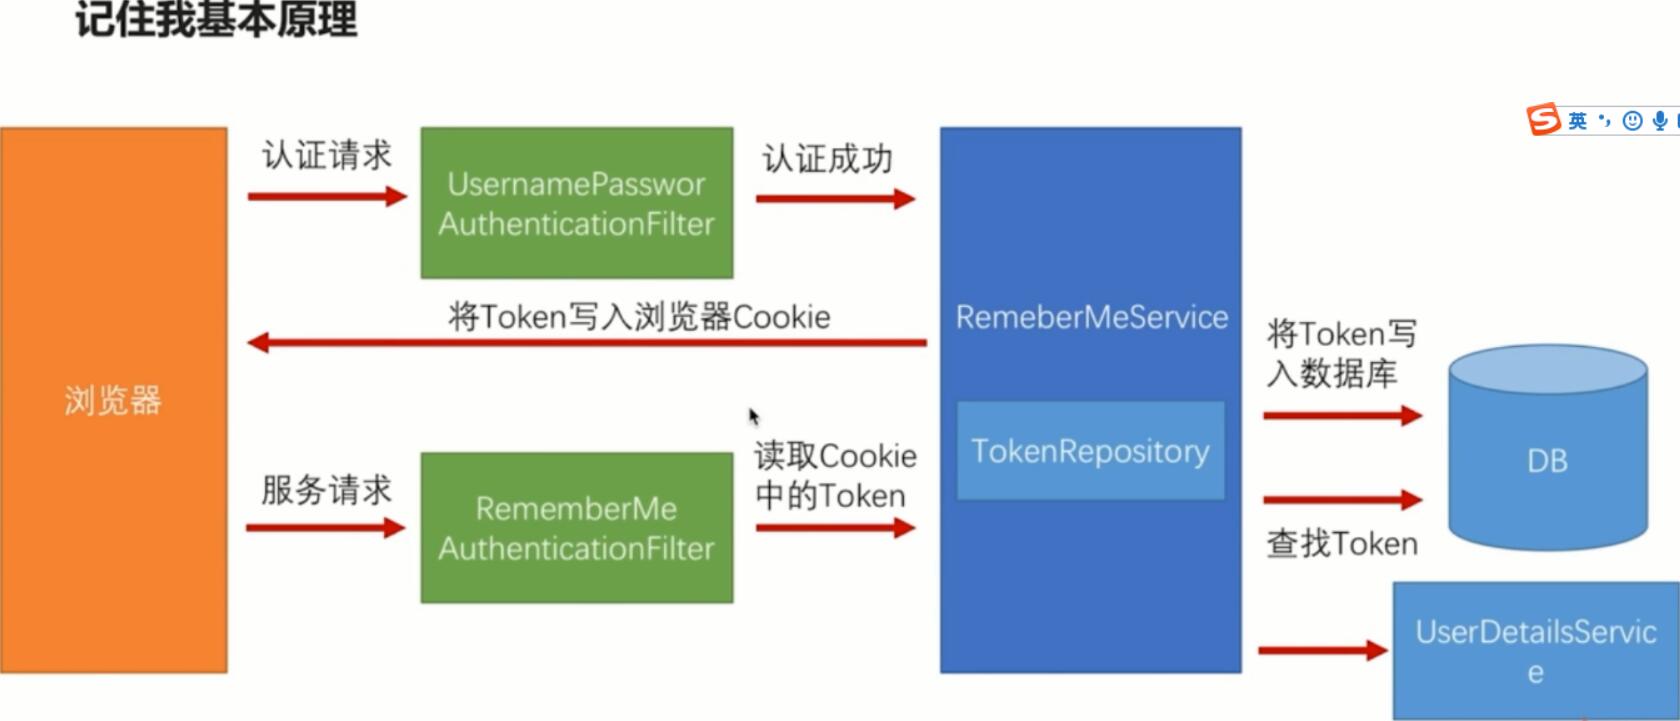 记住我基本原理
英
认证请求
认证成功
UsernamePasswor
AuthenticationFilter
将Token写入浏览器Cookie
RemeberMeService
将Token写
入数据库
浏览器
TokenRepository
DB
读取Cookie
中的Token
服务请求
RememberMe
AuthenticationFilter
查找Token
UserDetailsServic
e